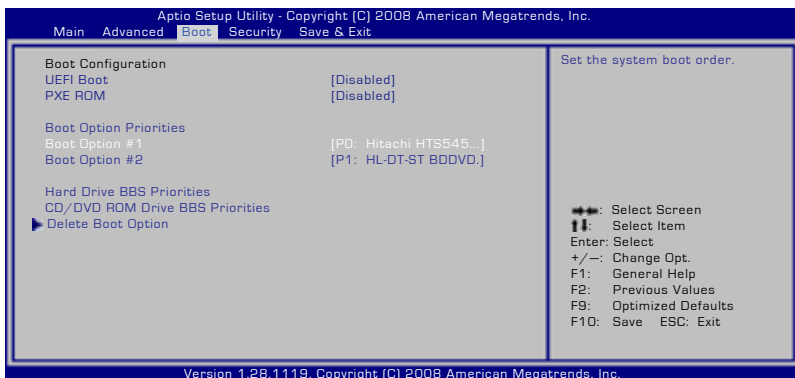 Aptio Setup Utility - Copyright (C) 2008 American Megatrends, Inc.
Main Advanced Boot Security Save & Exit
Boot Configuration
UEFI Boot [Disabled]
PXE ROM [Disabled]
Boot Option Priorities
Boot Option #1 [P0: Hitachi HTS545...]
Boot Option #2 [P1: HL-DT-ST BDDVD.]
Hard Drive BBS Priorities
CD/DVD ROM Drive BBS Priorities
Delete Boot Option
Set the system boot order.
→←: Select Screen
↑↓: Select Item
Enter: Select
+/—: Change Opt.
F1: General Help
F2: Previous Values
F9: Optimized Defaults
F10: Save ESC: Exit
Version 1.28.1119. Copyright (C) 2008 American Megatrends, Inc.